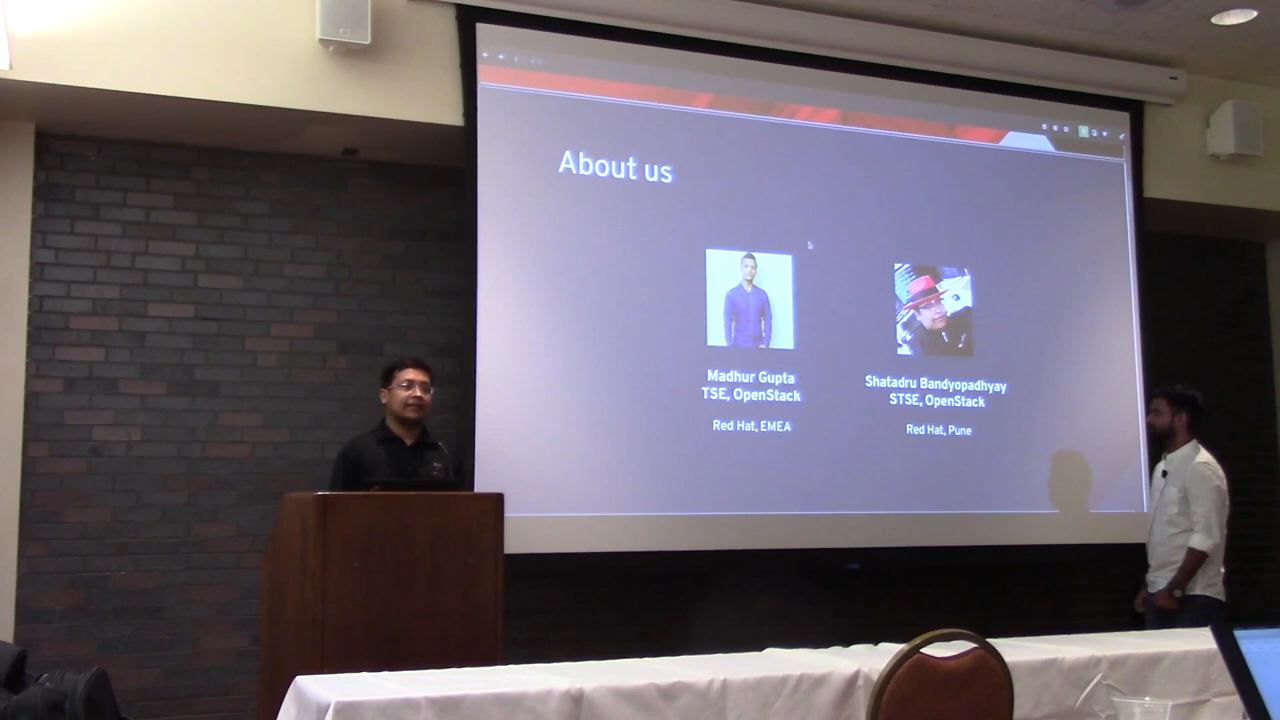 About us
Madhur Gupta
TSE, OpenStack
Red Hat, EMEA
Shatadru Bandyopadhyay
STSE, OpenStack
Red Hat, Pune